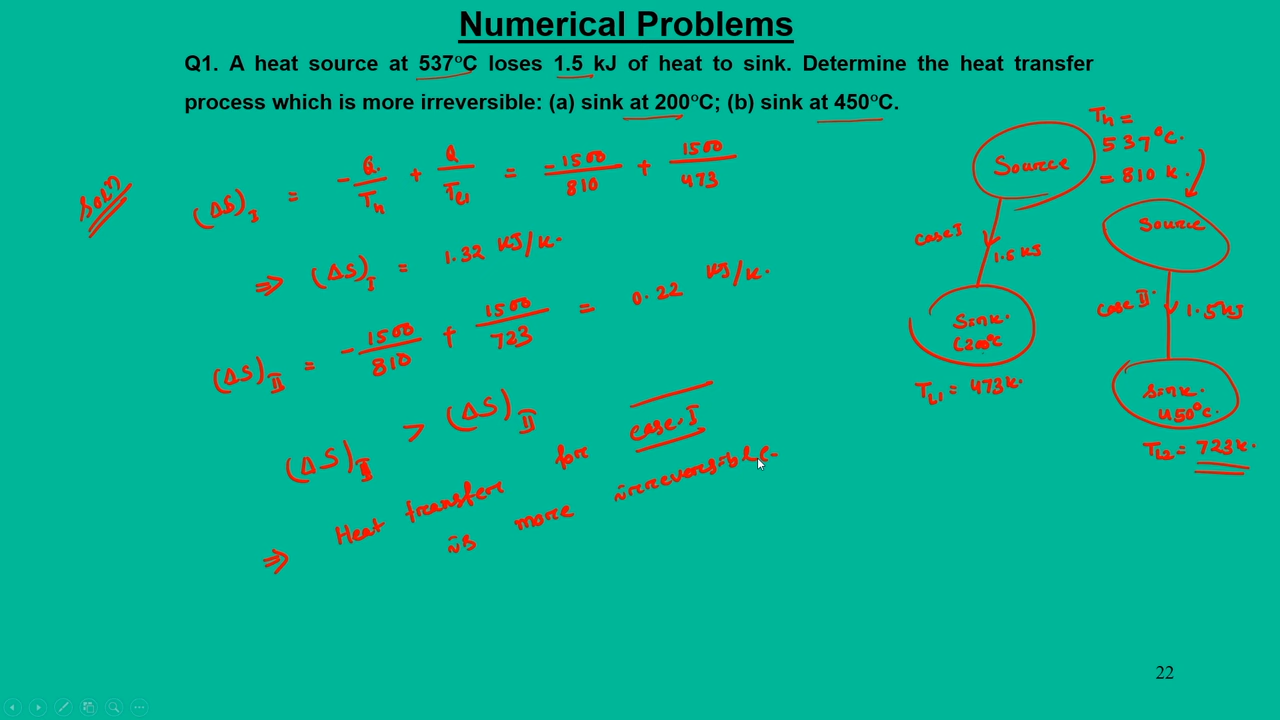 Numerical Problems
Q1. A heat source at 537°C loses 1.5 kJ of heat to sink. Determine the heat transfer
process which is more irreversible: (a) sink at 200°C; (b) sink at 450°C.
Soln
(ΔS)I = -Q/TH + Q/TL1 = -1500/810 + 1500/473
⇒ (ΔS)I = 1.32 KJ/K.
(ΔS)II = -1500/810 + 1500/723 = 0.22 KJ/K.
(ΔS)I > (ΔS)II
⇒ Heat transfer for case-I
is more irreversible.
TH =
537°C.
= 810 K.
Source
Case I
1.5 KJ
Sink.
(200°C
TL1 = 473K.
Source
Case II.
1.5KJ
Sink.
450°C.
TL2 = 723K.
22